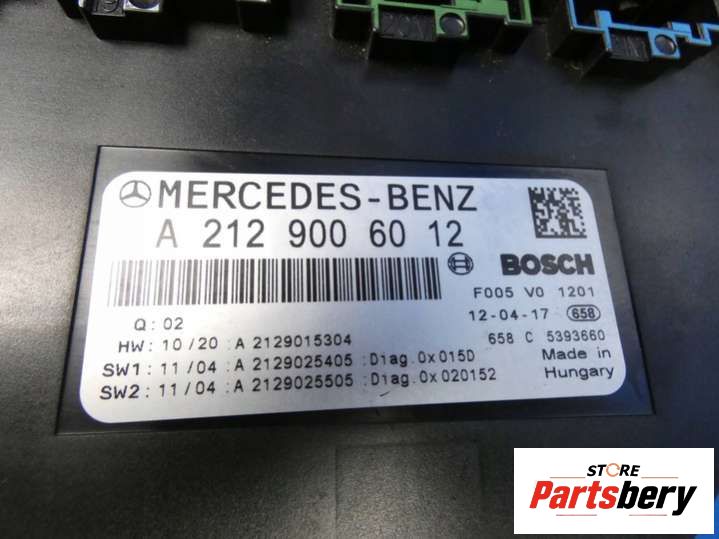 MERCEDES-BENZ
A 212 900 60 12
BOSCH
F005 V0 1201
Q: 02
12-04-17 658
HW: 10/20: A 2129015304
658 C 5393660
SW1: 11/04: A 2129025405: Diag.0x015D
Made in
SW2: 11/04: A 2129025505: Diag.0x020152
Hungary
STORE
Partsbery